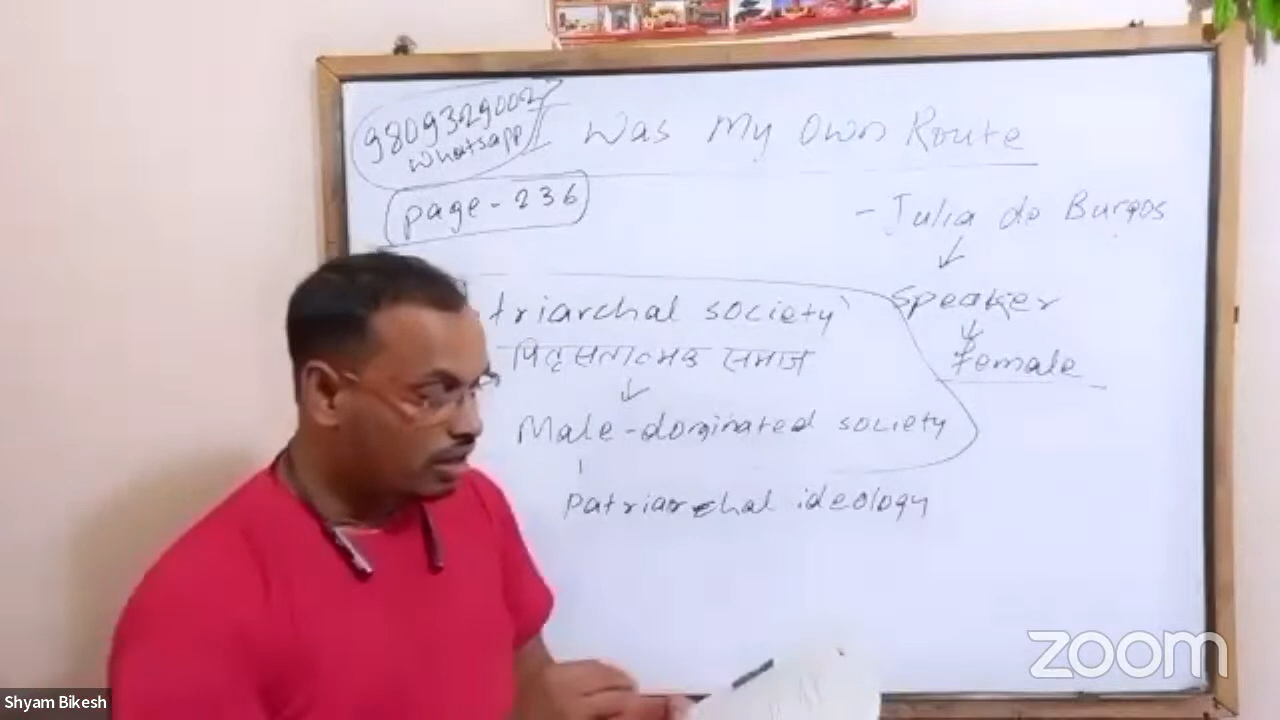 9809329002
Whatsapp
I Was My Own Route
page-236
- Julia de Burgos
Speaker
female
triarchal society
पितृसत्तात्मक समाज
Male-dominated society
Patriarchal ideology
zoom
Shyam Bikesh